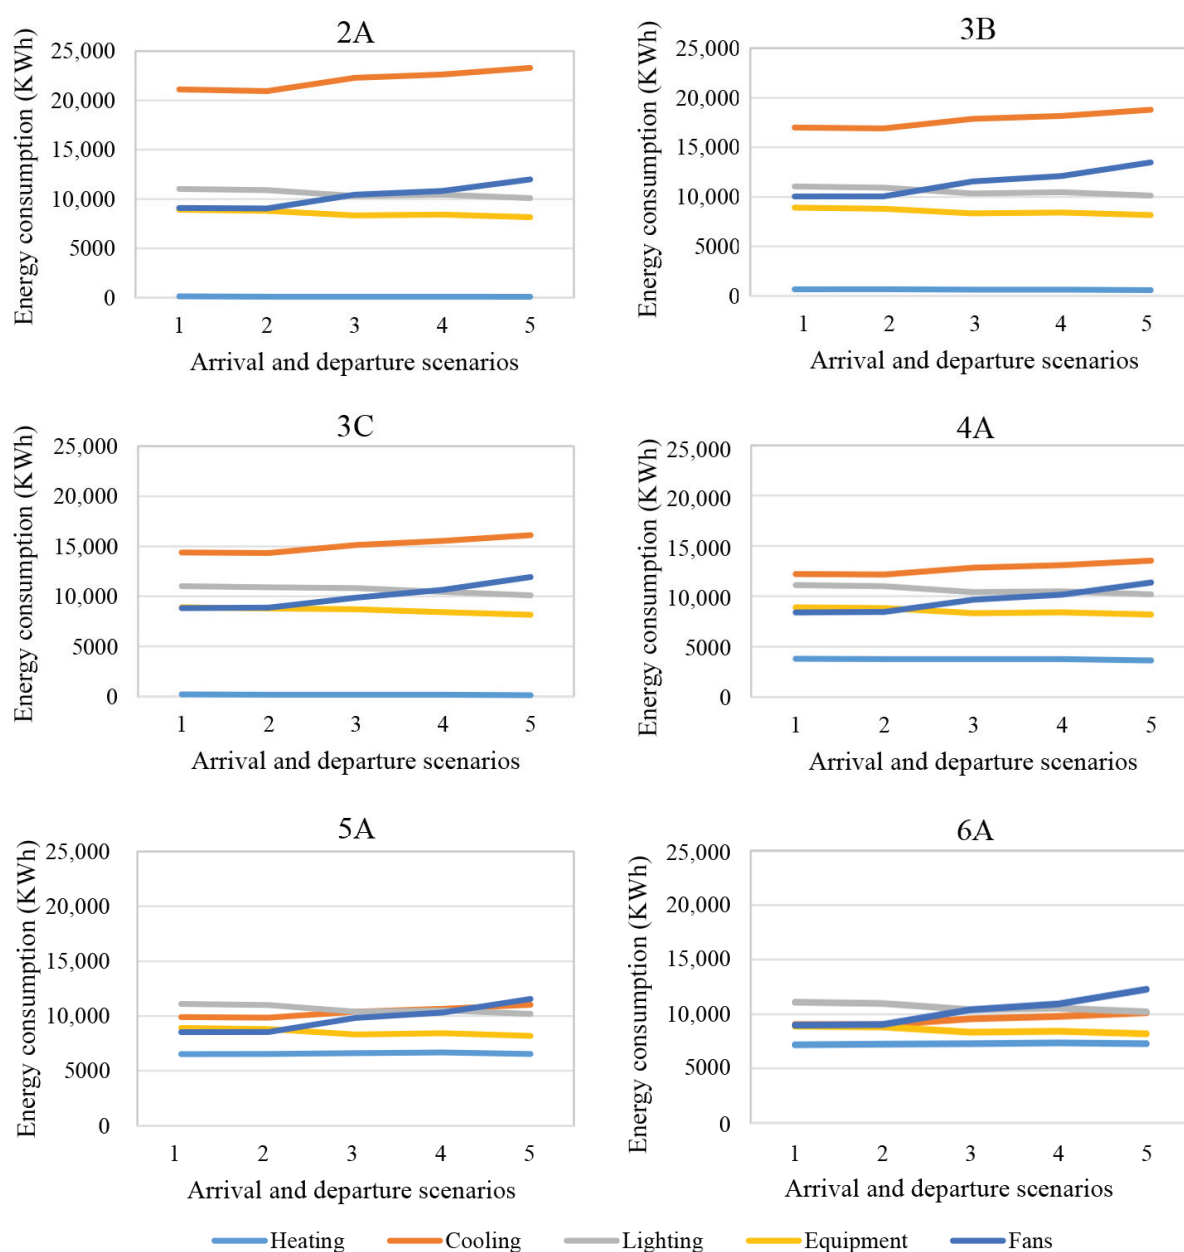 2A
Energy consumption (KWh)
25,000
20,000
15,000
10,000
5000
0
1 2 3 4 5
Arrival and departure scenarios
3B
Energy consumption (KWh)
25,000
20,000
15,000
10,000
5000
0
1 2 3 4 5
Arrival and departure scenarios
3C
Energy consumption (KWh)
25,000
20,000
15,000
10,000
5000
0
1 2 3 4 5
Arrival and departure scenarios
4A
Energy consumption (KWh)
25,000
20,000
15,000
10,000
5000
0
1 2 3 4 5
Arrival and departure scenarios
5A
Energy consumption (KWh)
25,000
20,000
15,000
10,000
5000
0
1 2 3 4 5
Arrival and departure scenarios
6A
Energy consumption (KWh)
25,000
20,000
15,000
10,000
5000
0
1 2 3 4 5
Arrival and departure scenarios
Heating Cooling Lighting Equipment Fans